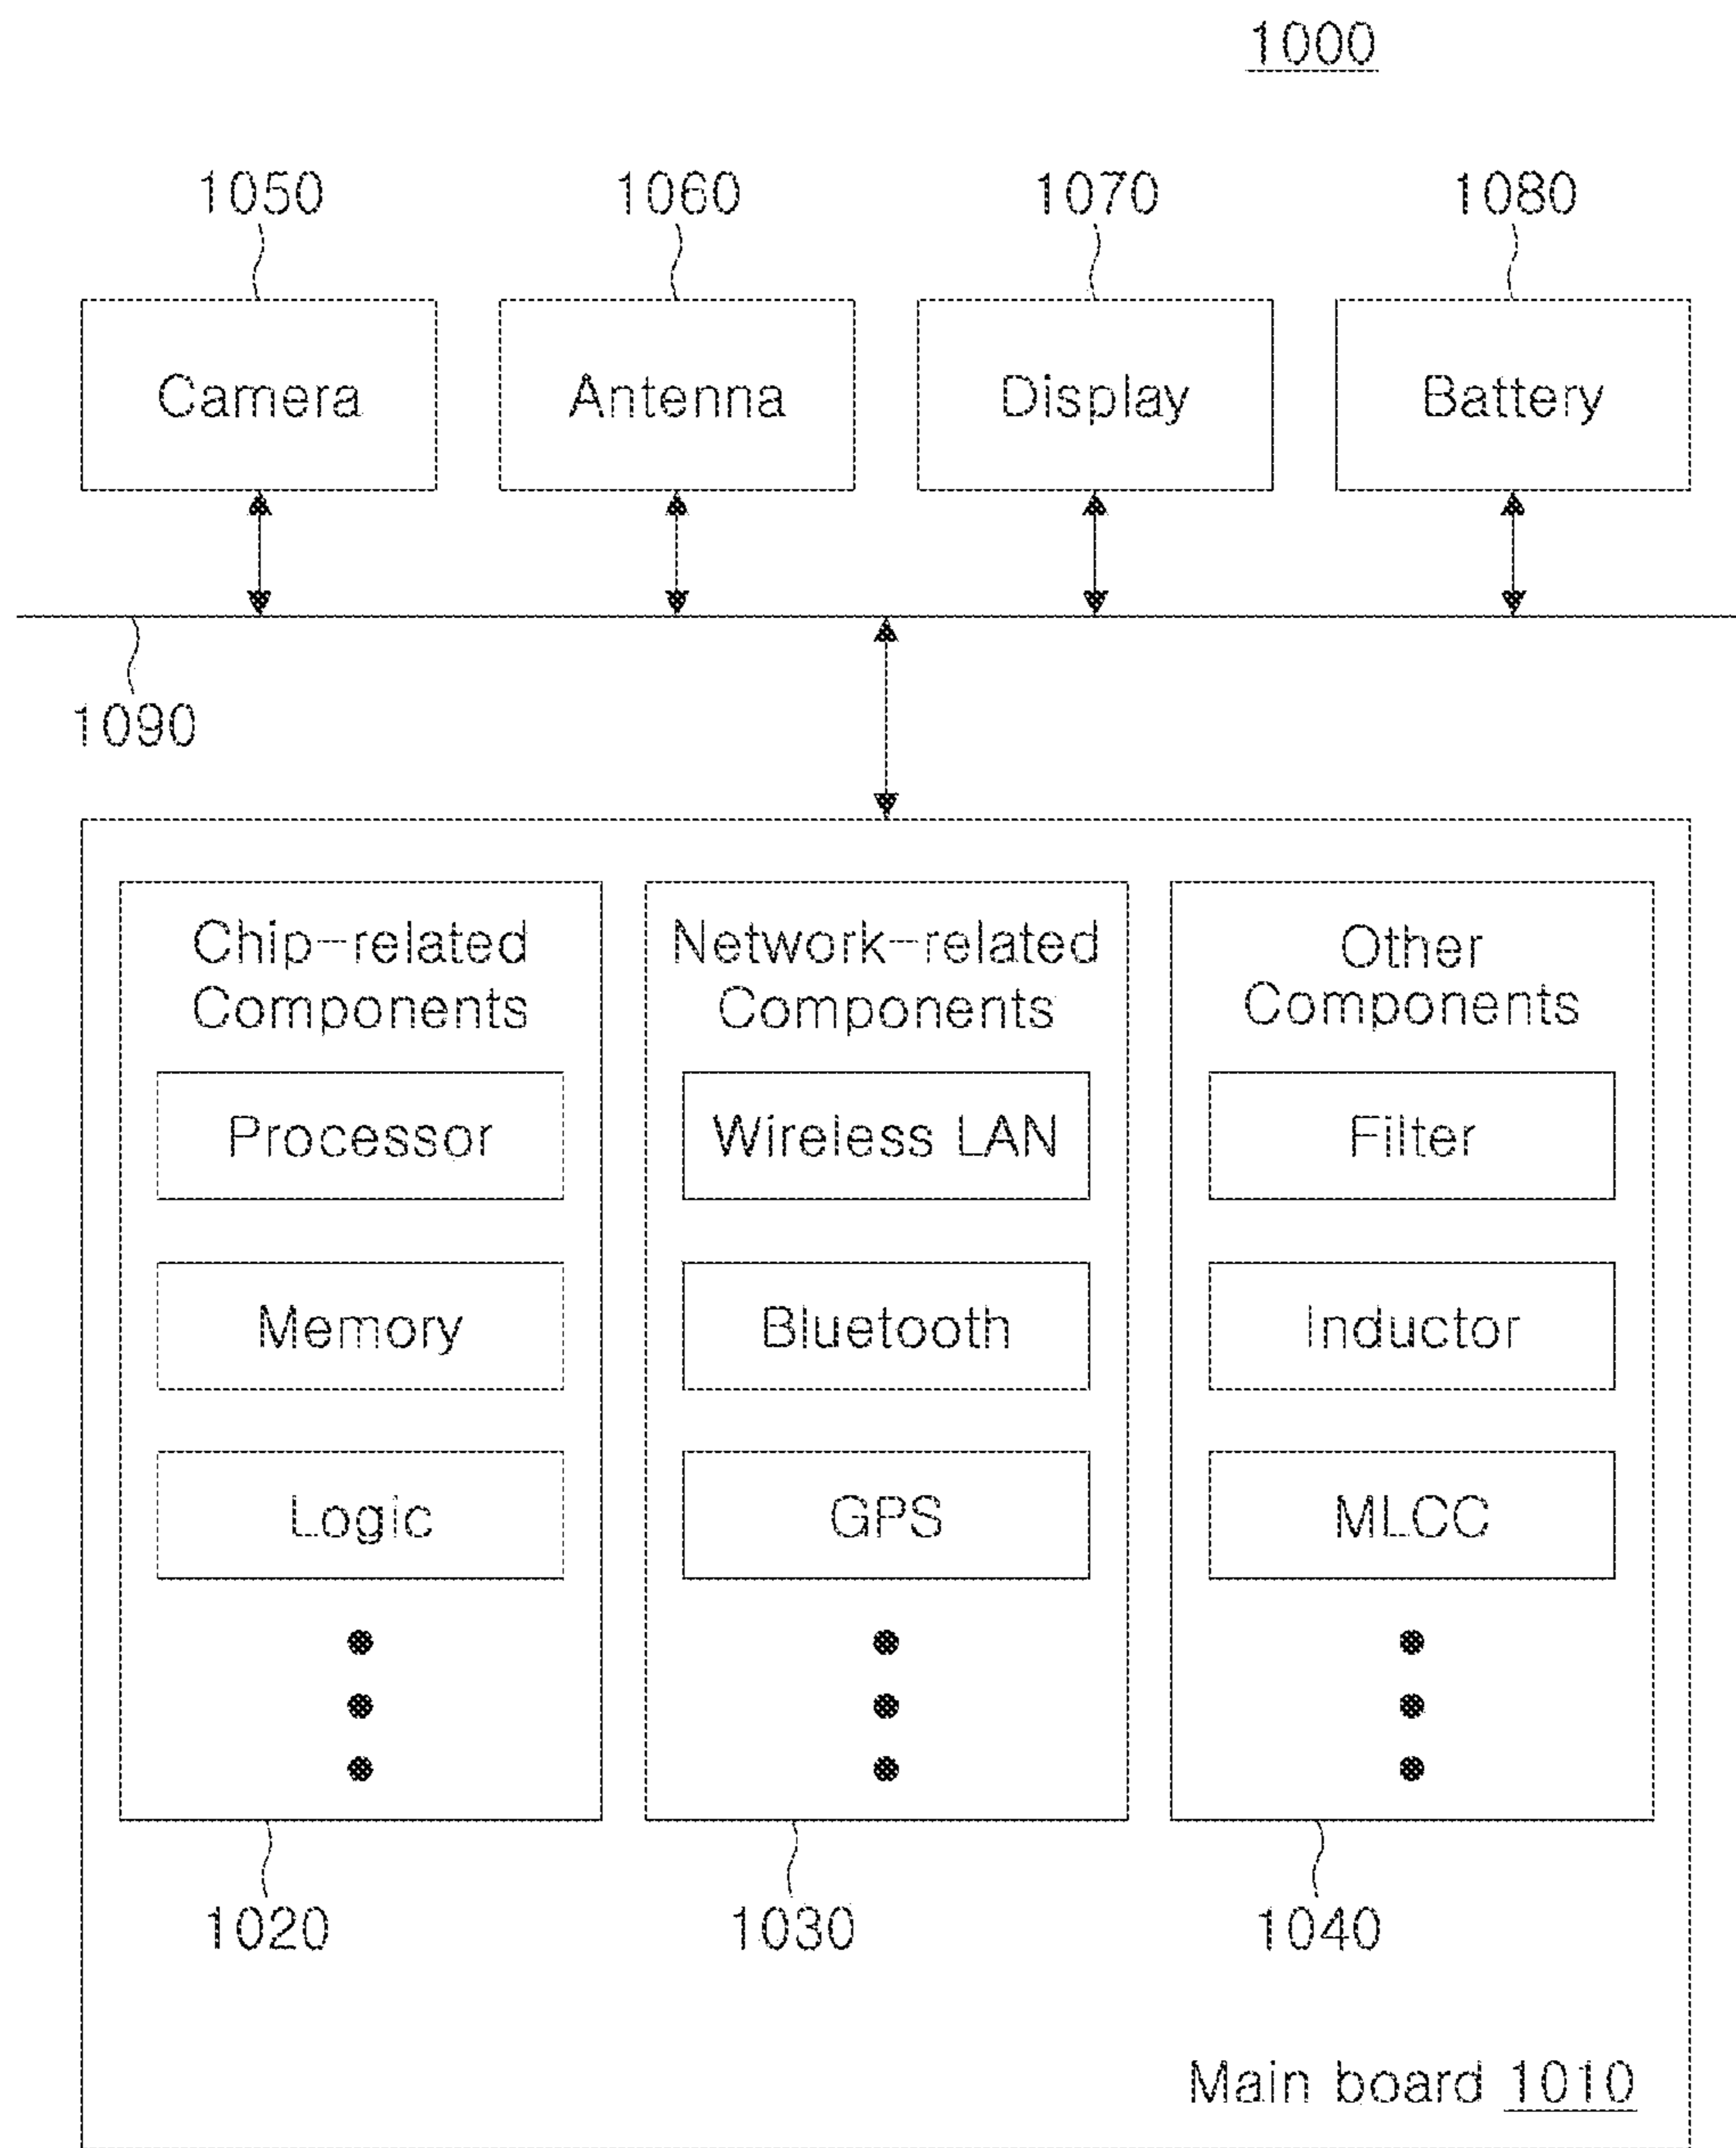 1000
1050
1060
1070
1080
Camera
Antenna
Display
Battery
1090
Chip-related
Components
Processor
Memory
Logic
1020
Network-related
Components
Wireless LAN
Bluetooth
GPS
1030
Other
Components
Filter
Inductor
MLCC
1040
Main board 1010